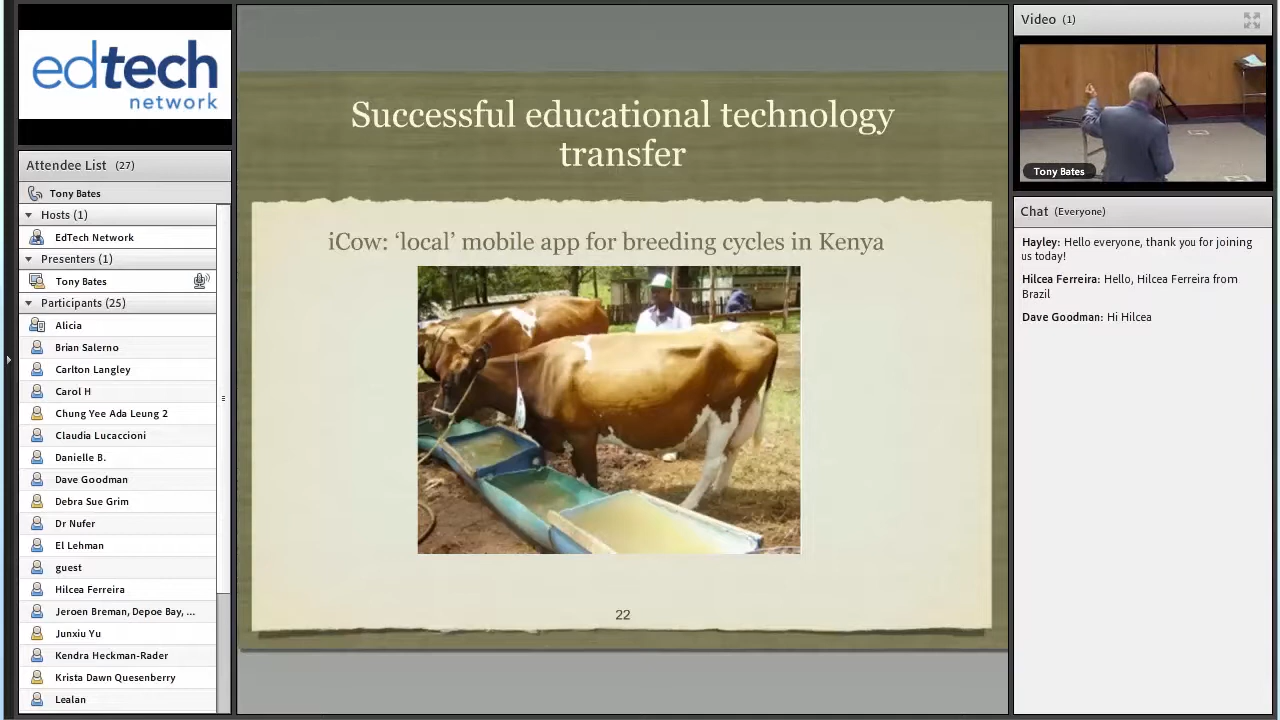 edtech
network
Attendee List (27)
Tony Bates
Hosts (1)
EdTech Network
Presenters (1)
Tony Bates
Participants (25)
Alicia
Brian Salerno
Carlton Langley
Carol H
Chung Yee Ada Leung 2
Claudia Lucaccioni
Danielle B.
Dave Goodman
Debra Sue Grim
Dr Nufer
El Lehman
guest
Hilcea Ferreira
Jeroen Breman, Depoe Bay, ...
Junxiu Yu
Kendra Heckman-Rader
Krista Dawn Quesenberry
Lealan
Successful educational technology
transfer
iCow: ‘local’ mobile app for breeding cycles in Kenya
22
Video (1)
Tony Bates
Chat (Everyone)
Hayley: Hello everyone, thank you for joining
us today!
Hilcea Ferreira: Hello, Hilcea Ferreira from
Brazil
Dave Goodman: Hi Hilcea